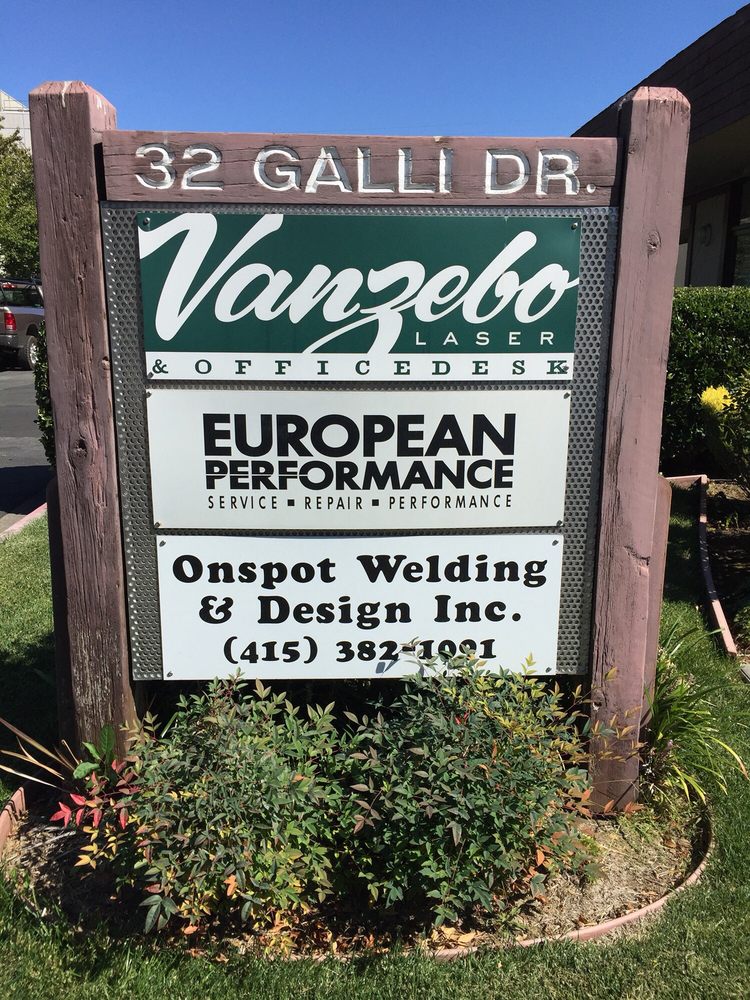 32 GALLI DR.
Vanzebo
LASER
& OFFICEDESK
EUROPEAN
PERFORMANCE
SERVICE ▪ REPAIR ▪ PERFORMANCE
Onspot Welding
& Design Inc.
(415) 382-1091